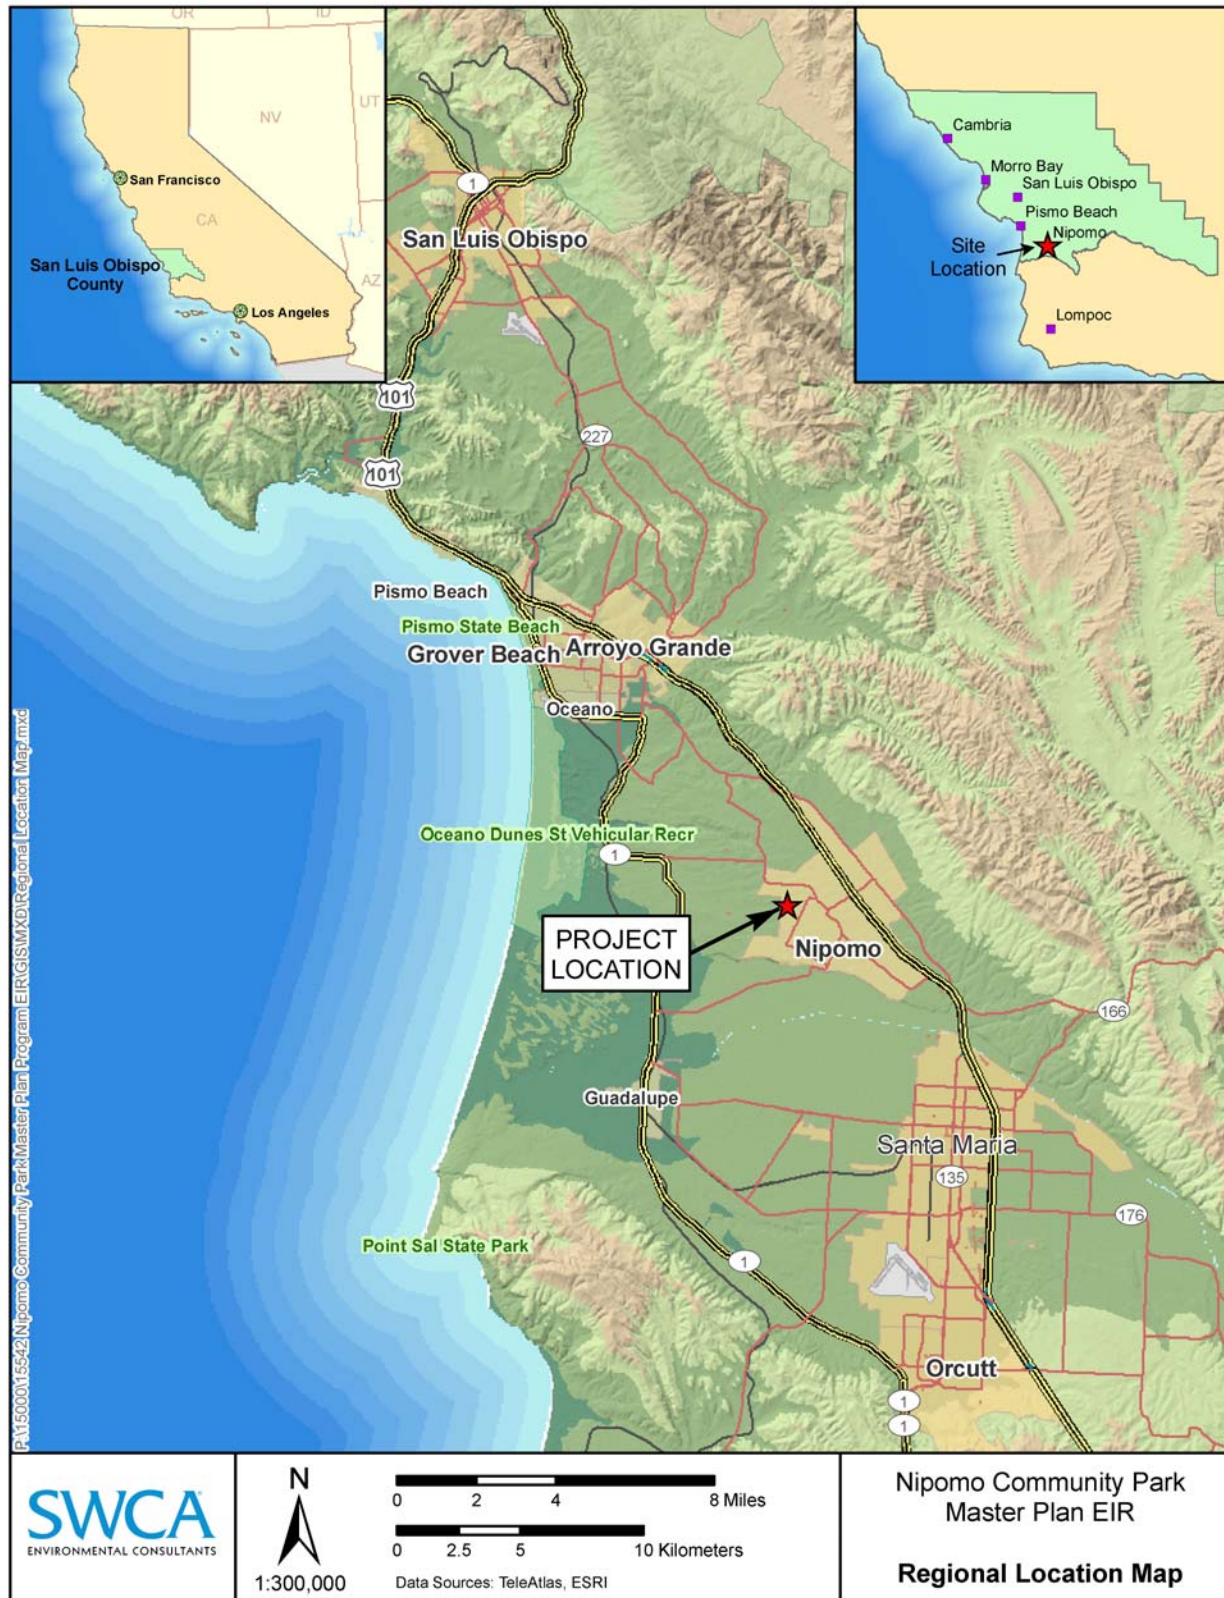 OR
ID
NV
UT
San Francisco
CA
AZ
San Luis Obispo
County
Los Angeles
Cambria
Morro Bay
San Luis Obispo
Pismo Beach
Nipomo
Site
Location
Lompoc
1
San Luis Obispo
101
227
101
Pismo Beach
Pismo State Beach
Grover Beach
Arroyo Grande
Oceano
Oceano Dunes St Vehicular Recr
1
PROJECT
LOCATION
Nipomo
166
Guadalupe
Santa Maria
135
176
Point Sal State Park
1
Orcutt
1
1
P:\15000\15542 Nipomo Community Park Master Plan Program EIR\GIS\MXD\Regional Location Map.mxd
SWCA
ENVIRONMENTAL CONSULTANTS
N
1:300,000
0 2 4 8 Miles
0 2.5 5 10 Kilometers
Data Sources: TeleAtlas, ESRI
Nipomo Community Park
Master Plan EIR
Regional Location Map